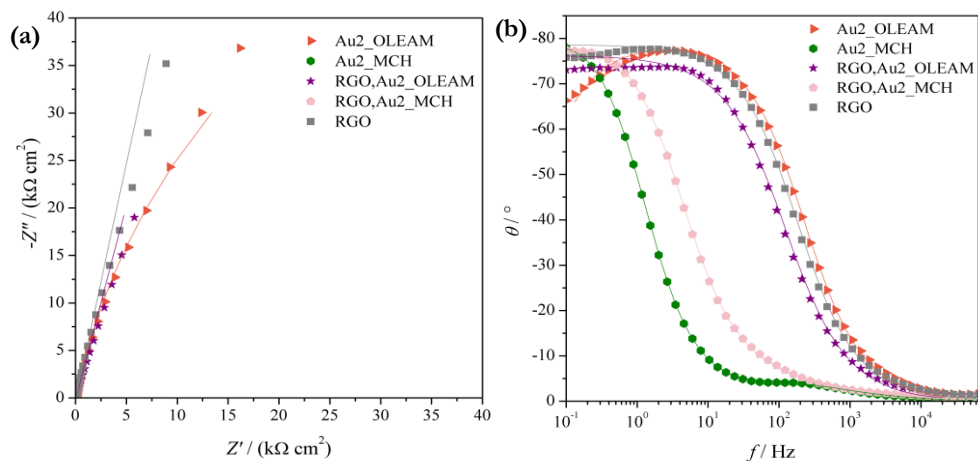 (a)
-40
-35
-30
-25
-20
-15
-10
-5
0
-Z'' / (kΩ cm²)
0 5 10 15 20 25 30 35 40
Z' / (kΩ cm²)
Au2_OLEAM
Au2_MCH
RGO,Au2_OLEAM
RGO,Au2_MCH
RGO
(b)
-80
-70
-60
-50
-40
-30
-20
-10
0
θ / °
10⁻¹ 10⁰ 10¹ 10² 10³ 10⁴
f / Hz
Au2_OLEAM
Au2_MCH
RGO,Au2_OLEAM
RGO,Au2_MCH
RGO